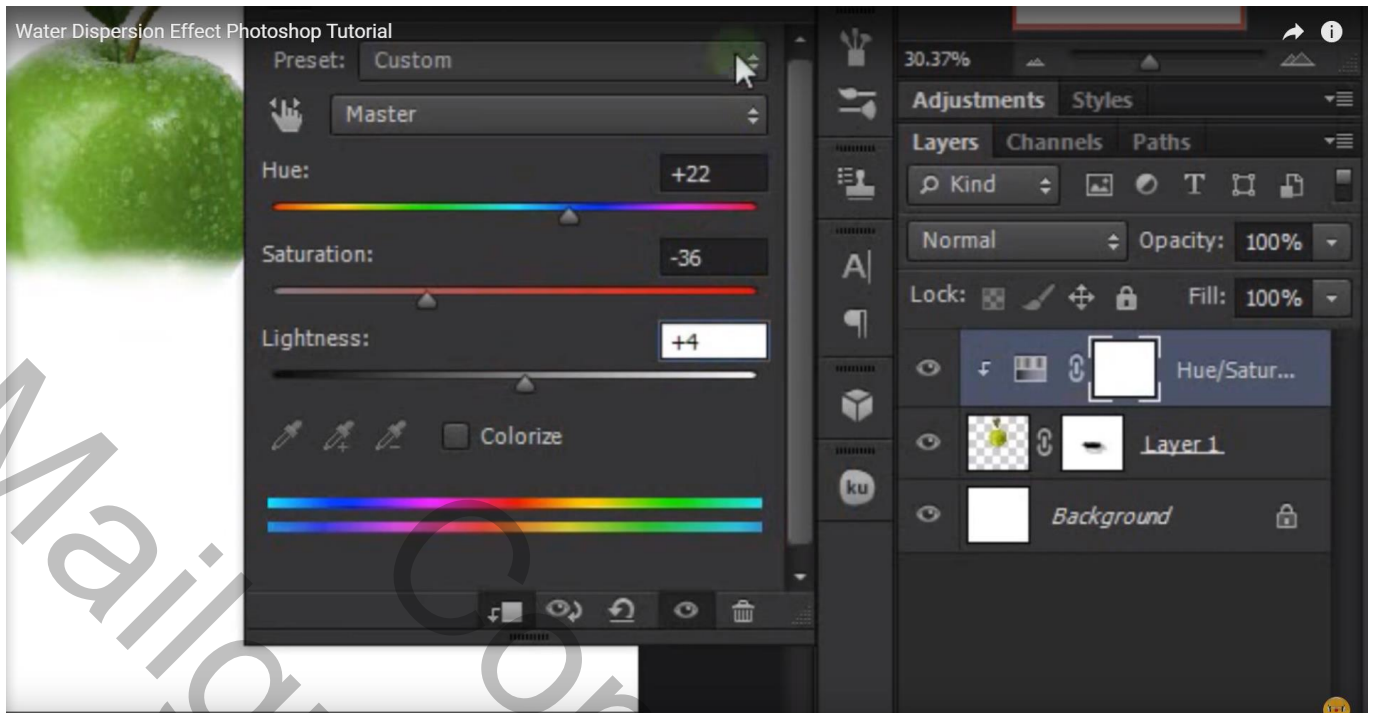 Water Dispersion Effect Photoshop Tutorial
Preset: Custom
Master
Hue: +22
Saturation: -36
Lightness: +4
Colorize
30.37%
Adjustments Styles
Layers Channels Paths
Kind T
Normal Opacity: 100%
Lock: Fill: 100%
Hue/Satur...
Layer 1
Background
A|
¶
ku